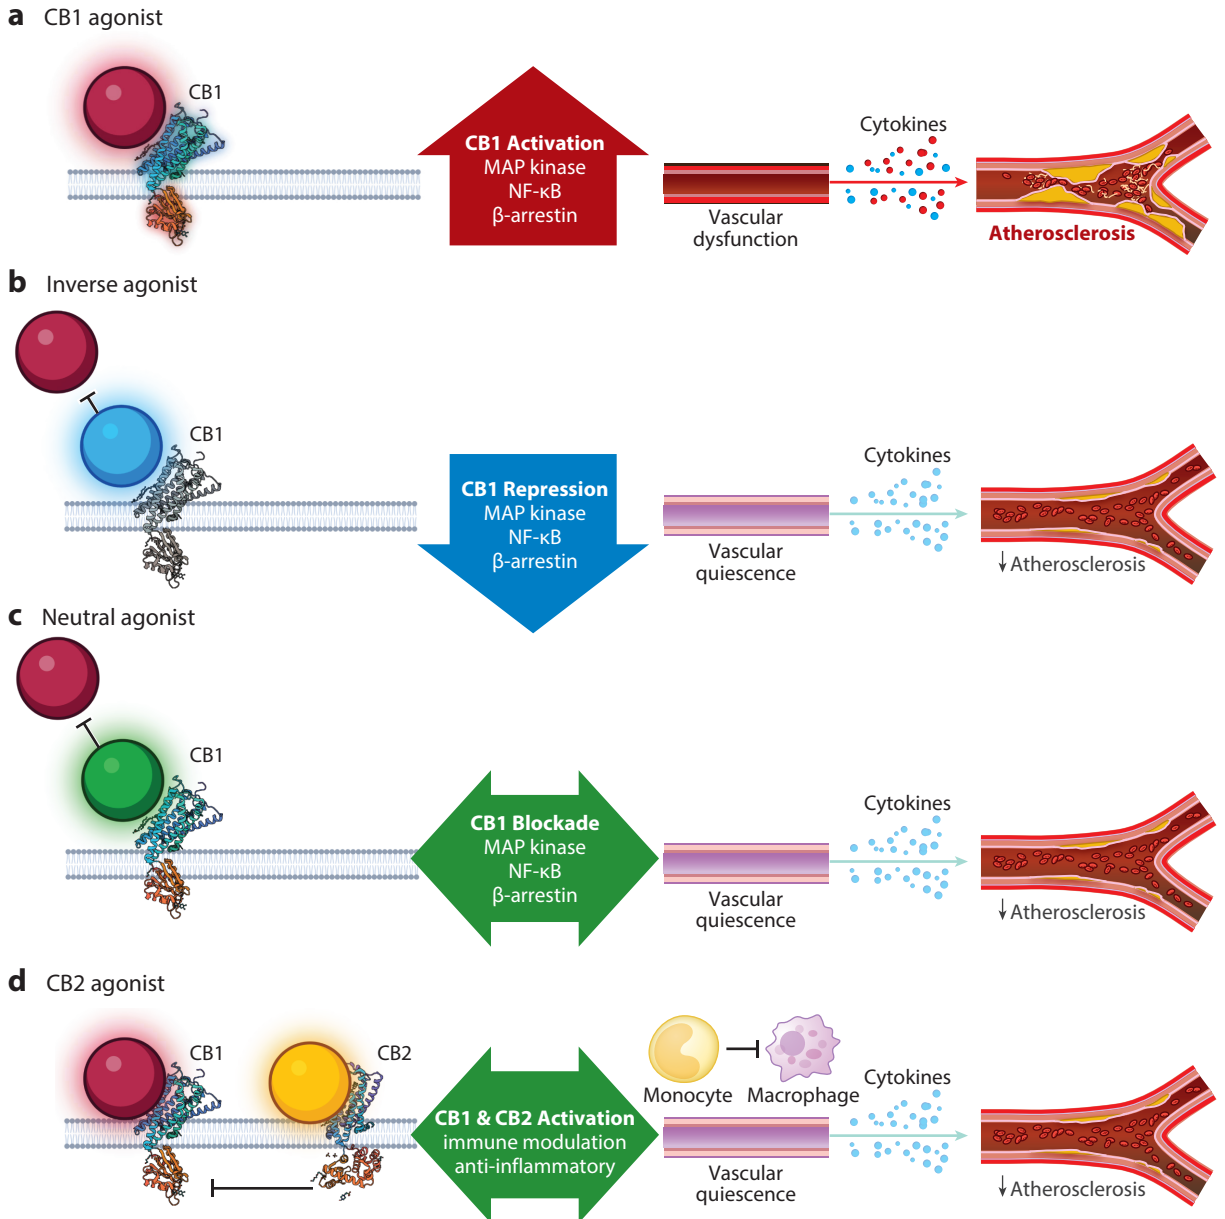 a CB1 agonist
CB1
CB1 Activation
MAP kinase
NF-κB
β-arrestin
Vascular
dysfunction
Cytokines
Atherosclerosis
b Inverse agonist
CB1
CB1 Repression
MAP kinase
NF-κB
β-arrestin
Vascular
quiescence
Cytokines
↓ Atherosclerosis
c Neutral agonist
CB1
CB1 Blockade
MAP kinase
NF-κB
β-arrestin
Vascular
quiescence
Cytokines
↓ Atherosclerosis
d CB2 agonist
CB1
CB2
CB1 & CB2 Activation
immune modulation
anti-inflammatory
Monocyte
Macrophage
Vascular
quiescence
Cytokines
↓ Atherosclerosis